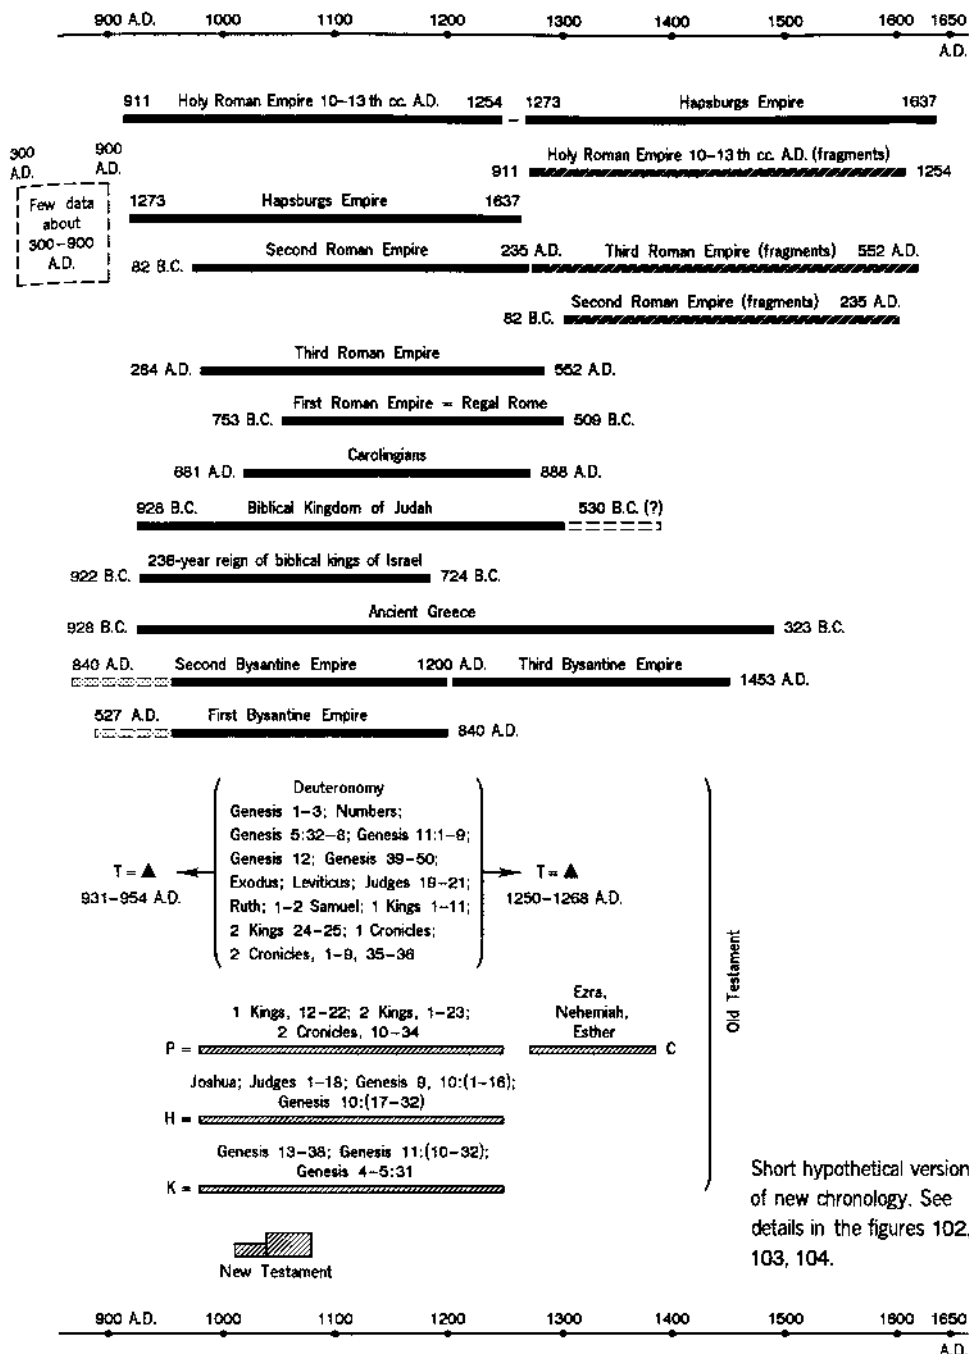 900 A.D. 1000 1100 1200 1300 1400 1500 1600 1650
A.D.
911 Holy Roman Empire 10-13th cc. A.D. 1254 - 1273 Hapsburgs Empire 1637
300 A.D.
900 A.D.
Holy Roman Empire 10-13th cc. A.D. (fragments)
911 1254
Few data
about
300-900
A.D.
1273 Hapsburgs Empire 1637
82 B.C. Second Roman Empire 235 A.D. Third Roman Empire (fragments) 552 A.D.
82 B.C. Second Roman Empire (fragments) 235 A.D.
Third Roman Empire
284 A.D. 552 A.D.
First Roman Empire = Regal Rome
753 B.C. 509 B.C.
Carolingians
681 A.D. 888 A.D.
928 B.C. Biblical Kingdom of Judah 530 B.C. (?)
236-year reign of biblical kings of Israel
922 B.C. 724 B.C.
Ancient Greece
928 B.C. 323 B.C.
840 A.D. Second Bysantine Empire 1200 A.D. Third Bysantine Empire
1453 A.D.
527 A.D. First Bysantine Empire
840 A.D.
Deuteronomy
Genesis 1-3; Numbers;
Genesis 5:32-8; Genesis 11:1-9;
Genesis 12; Genesis 39-50;
Exodus; Leviticus; Judges 19-21;
Ruth; 1-2 Samuel; 1 Kings 1-11;
2 Kings 24-25; 1 Cronicles;
2 Cronicles, 1-9, 35-36
T = ▲
931-954 A.D.
T = ▲
1250-1268 A.D.
Old Testament
1 Kings, 12-22; 2 Kings, 1-23;
2 Cronicles, 10-34
P =
Ezra,
Nehemiah,
Esther
C
Joshua; Judges 1-18; Genesis 9, 10:(1-16);
Genesis 10:(17-32)
H =
Genesis 13-38; Genesis 11:(10-32);
Genesis 4-5:31
K =
New Testament
Short hypothetical version
of new chronology. See
details in the figures 102,
103, 104.
900 A.D. 1000 1100 1200 1300 1400 1500 1600 1650
A.D.